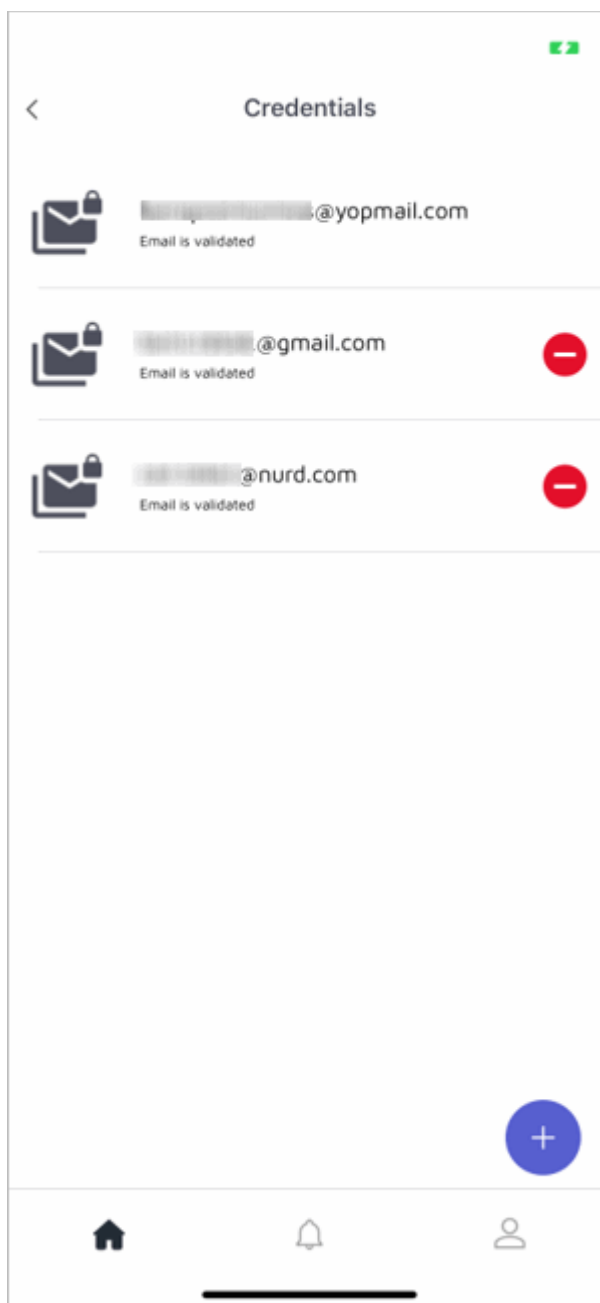 Credentials
@yopmail.com
Email is validated
@gmail.com
Email is validated
@nurd.com
Email is validated